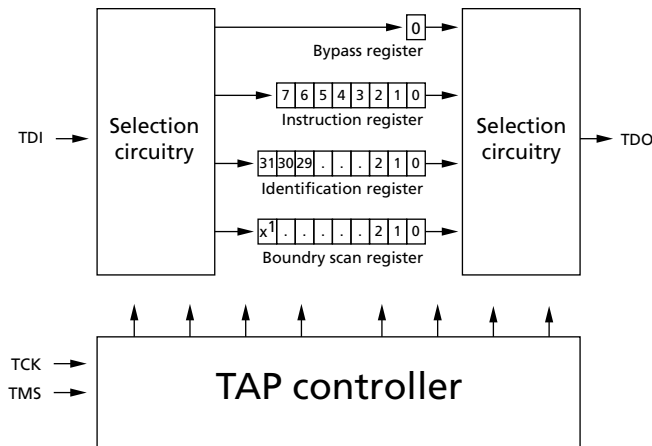 0
Bypass register
7 6 5 4 3 2 1 0
Instruction register
TDI
Selection
circuitry
Selection
circuitry
TDO
31 30 29 . . . 2 1 0
Identification register
x1 . . . . . 2 1 0
Boundry scan register
TCK
TMS
TAP controller